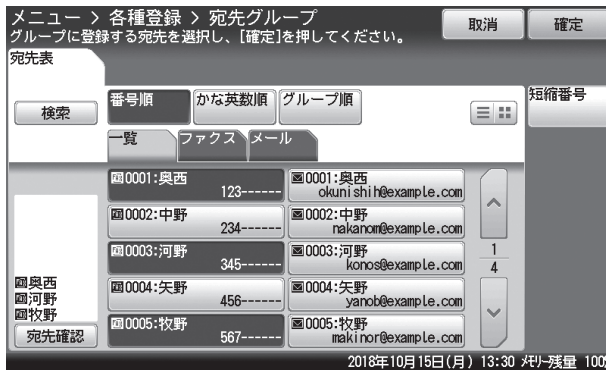 メニュー > 各種登録 > 宛先グループ
グループに登録する宛先を選択し、[確定]を押してください。
取消
確定
宛先表
検索
番号順
かな英数順
グループ順
短縮番号
一覧
ファクス
メール
0001:奥西
123------
0001:奥西
okunishih@example.com
0002:中野
234------
0002:中野
nakanom@example.com
0003:河野
345------
0003:河野
konos@example.com
0004:矢野
456------
0004:矢野
yanob@example.com
0005:牧野
567------
0005:牧野
makinor@example.com
1
4
奥西
河野
牧野
宛先確認
2018年10月15日(月) 13:30 メモリー残量 100%